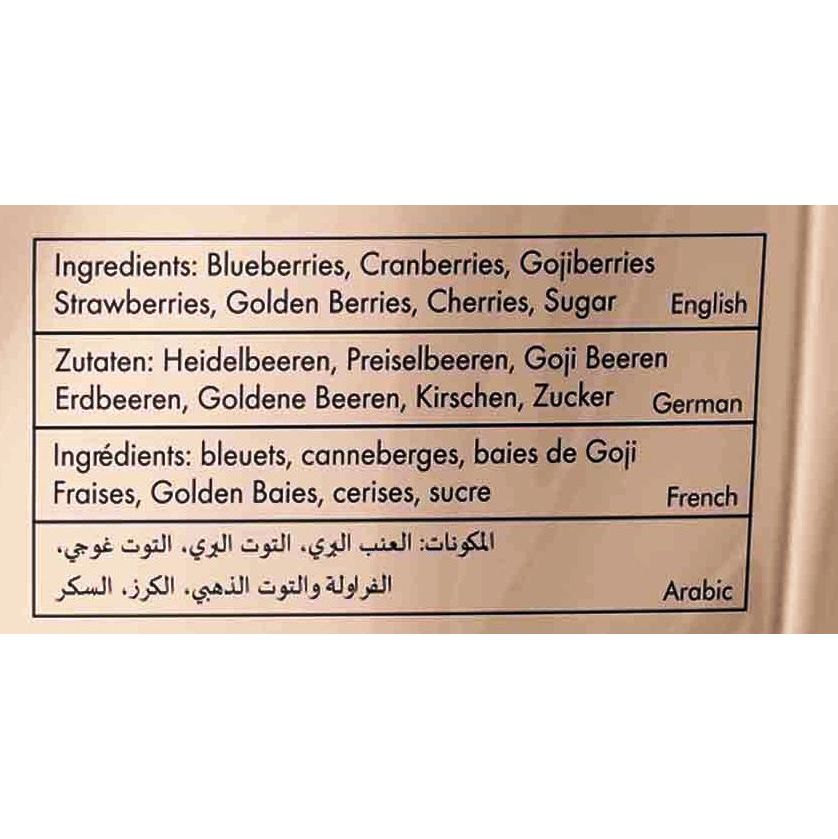 Ingredients: Blueberries, Cranberries, Gojiberries
Strawberries, Golden Berries, Cherries, Sugar
English
Zutaten: Heidelbeeren, Preiselbeeren, Goji Beeren
Erdbeeren, Goldene Beeren, Kirschen, Zucker
German
Ingrédients: bleuets, canneberges, baies de Goji
Fraises, Golden Baies, cerises, sucre
French
المكونات: العنب البري، التوت البري، التوت غوجي،
الفراولة والتوت الذهبي، الكرز، السكر
Arabic